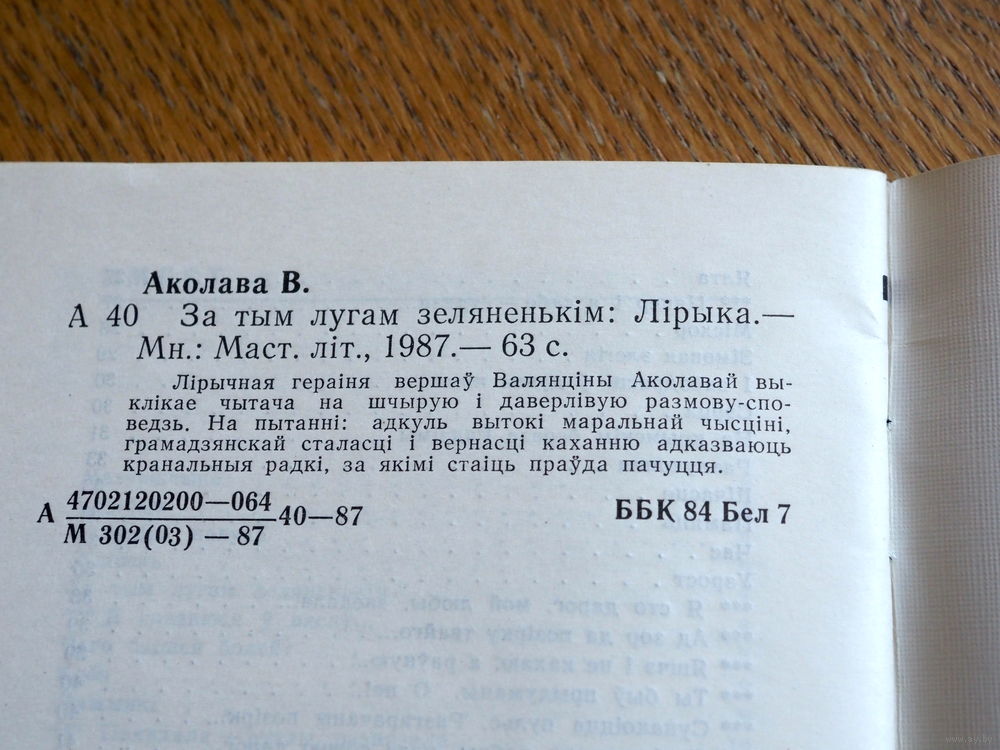 Аколава В.
А 40 За тым лугам зеляненькім: Лірыка.—
Мн.: Маст. літ., 1987.— 63 с.
Лірычная гераіня вершаў Валянціны Аколавай вы-
клікае чытача на шчырую і даверлівую размову-спо-
ведзь. На пытанні: адкуль вытокі маральнай чысціні,
грамадзянскай сталасці і вернасці каханню адказваюць
кранальныя радкі, за якімі стаіць праўда пачуцця.
А 4702120200—064
М 302(03) — 87
40—87
ББК 84 Бел 7